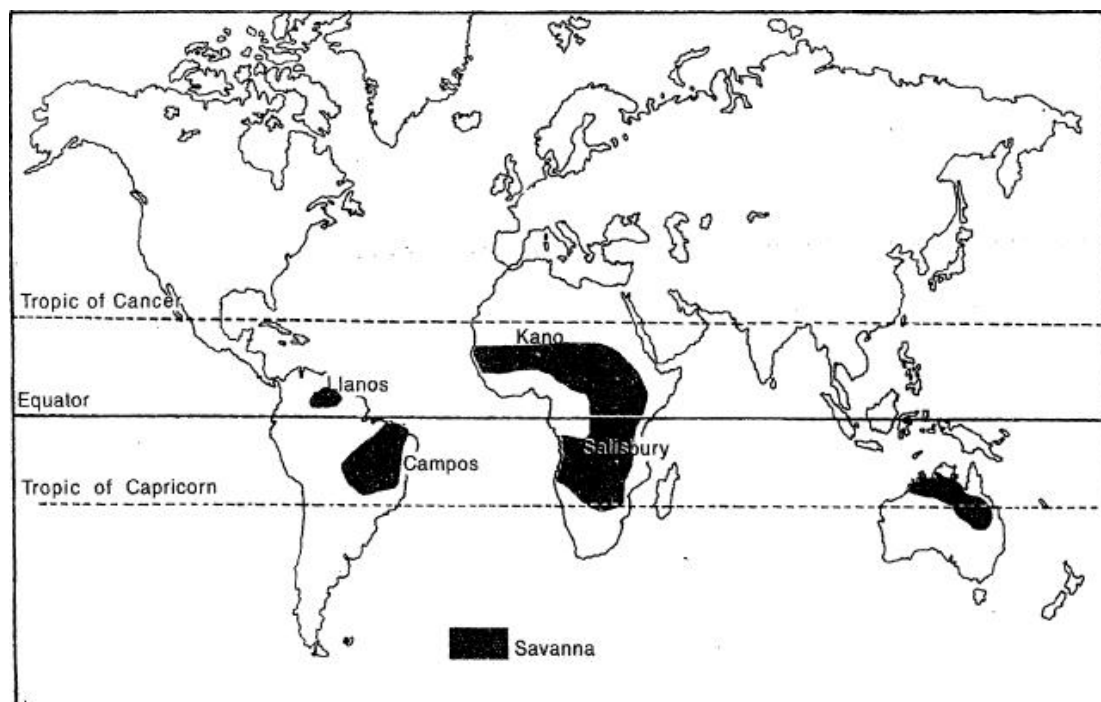 Tropic of Cancer
Kano
Llanos
Equator
Salisbury
Campos
Tropic of Capricorn
Savanna